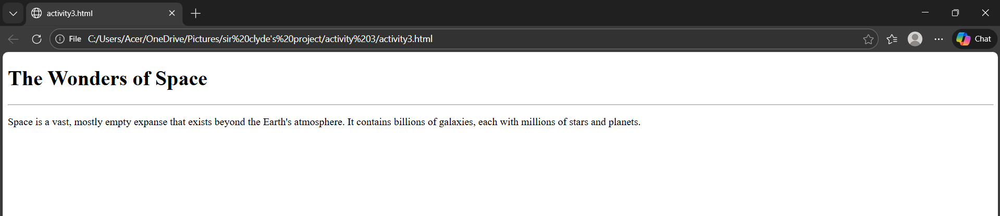 activity3.html
File C:/Users/Acer/OneDrive/Pictures/sir%20clyde's%20project/activity%203/activity3.html
Chat
The Wonders of Space
Space is a vast, mostly empty expanse that exists beyond the Earth's atmosphere. It contains billions of galaxies, each with millions of stars and planets.